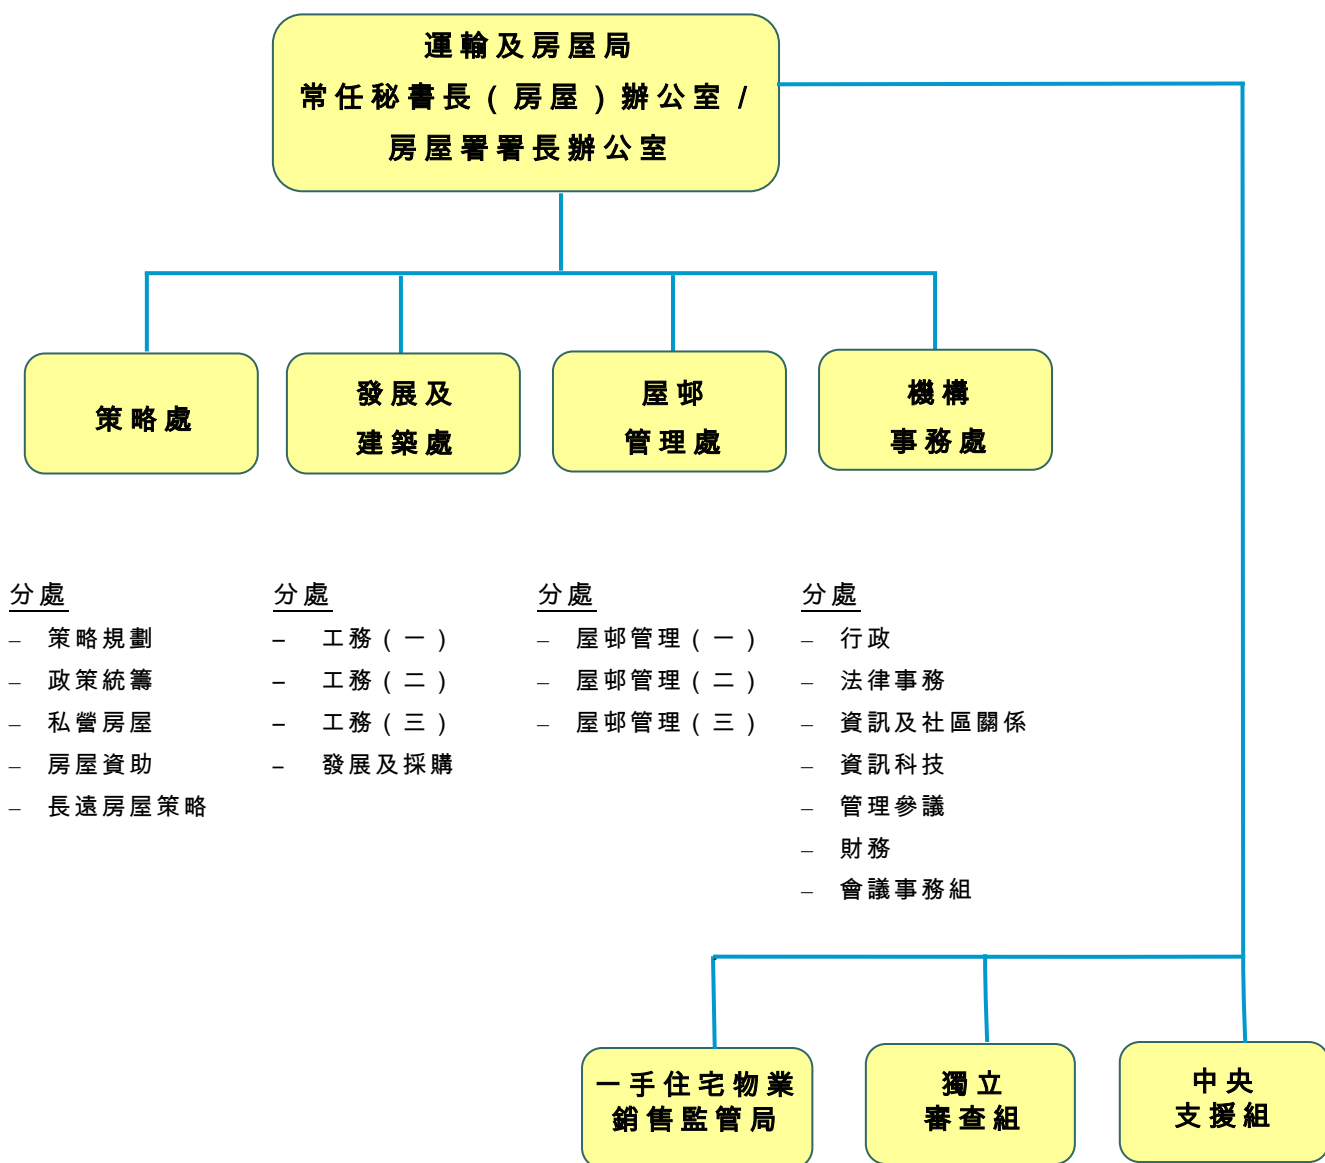 運輸及房屋局
常任秘書長（房屋）辦公室 /
房屋署署長辦公室
策略處
發展及
建築處
屋邨
管理處
機構
事務處
分處
– 策略規劃
– 政策統籌
– 私營房屋
– 房屋資助
– 長遠房屋策略
分處
– 工務（一）
– 工務（二）
– 工務（三）
– 發展及採購
分處
– 屋邨管理（一）
– 屋邨管理（二）
– 屋邨管理（三）
分處
– 行政
– 法律事務
– 資訊及社區關係
– 資訊科技
– 管理參議
– 財務
– 會議事務組
一手住宅物業
銷售監管局
獨立
審查組
中央
支援組